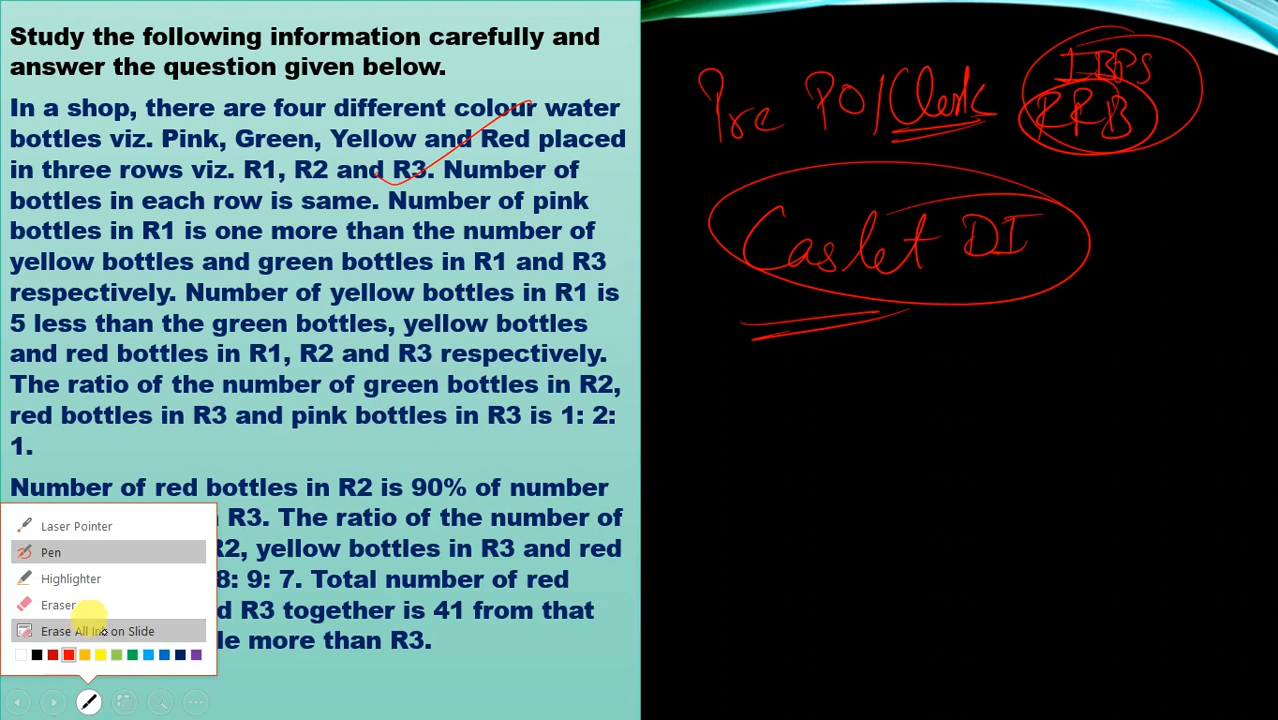 Study the following information carefully and
answer the question given below.
In a shop, there are four different colour water
bottles viz. Pink, Green, Yellow and Red placed
in three rows viz. R1, R2 and R3. Number of
bottles in each row is same. Number of pink
bottles in R1 is one more than the number of
yellow bottles and green bottles in R1 and R3
respectively. Number of yellow bottles in R1 is
5 less than the green bottles, yellow bottles
and red bottles in R1, R2 and R3 respectively.
The ratio of the number of green bottles in R2,
red bottles in R3 and pink bottles in R3 is 1: 2:
1.
Number of red bottles in R2 is 90% of number
R3. The ratio of the number of
R2, yellow bottles in R3 and red
8: 9: 7. Total number of red
d R3 together is 41 from that
le more than R3.
Laser Pointer
Pen
Highlighter
Eraser
Erase All Ink on Slide
Pre PO/Clerk
IBPS
RRB
Caslet DI